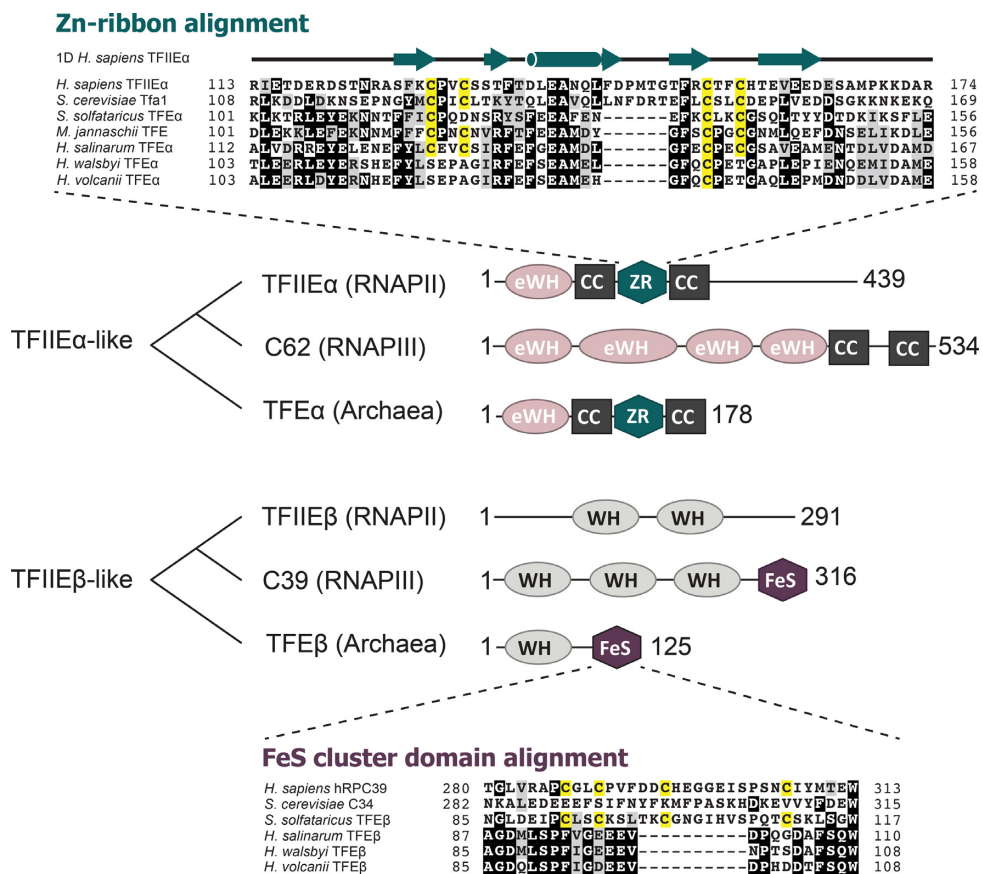 Zn-ribbon alignment
1D H. sapiens TFIIEα
H. sapiens TFIIEα 113 RIETDERDSTNRASFKCPVCSSTFTDLEANQLFDPMTGTFRCTFCHTEVEEDESAMPKKDAR 174
S. cerevisiae Tfa1 108 RLKDDLDKNSEPNGYMCPICLTKYTQLEAVQLLNFDRTEFLCSLCDEPLVEDDSGKKNEKEQ 169
S. solfataricus TFEα 101 KLKTRLEYEKNNTFFICPQDNSRYSFEEAFEN------EFKCLKCGSQLTYYDTDKIKSFLE 156
M. jannaschii TFE 101 DLEKKLEFEKNNMFFFCPNCNVRFTFEEAMDY------GFSCPGCGNMLQEFDNSELIKDLE 156
H. salinarum TFEα 112 ALVDRREYELENEFYLCEVCSIRFEFGEAMDL------GFECPECGSAVEAMENTDLVDAMD 167
H. walsbyi TFEα 103 TLEERLEYERSHEFYLSEPAGIRFEFSEAMEL------GFECPETGAPLEPIENQEMIDAME 158
H. volcanii TFEα 103 ALEERLDYERNHEFYLSEPAGIRFEFSEAMEH------GFQCPETGAQLEPMDNDDLVDAME 158
TFIIEα-like
TFIIEα (RNAPII) 1 eWH CC ZR CC 439
C62 (RNAPIII) 1 eWH eWH eWH eWH CC CC 534
TFEα (Archaea) 1 eWH CC ZR CC 178
TFIIEβ-like
TFIIEβ (RNAPII) 1 WH WH 291
C39 (RNAPIII) 1 WH WH WH FeS 316
TFEβ (Archaea) 1 WH FeS 125
FeS cluster domain alignment
H. sapiens hRPC39 280 TGLVRAPCGLCPVFDDCHEGGEISPSNCIYMTEW 313
S. cerevisiae C34 282 NKALEDEEEFSIFNYFKMFPASKHDKEVVYFDEW 315
S. solfataricus TFEβ 85 NGLDEIPCLSCKSLTKCGNGIHVSPQTCSKLSGW 117
H. salinarum TFEβ 87 AGDMLSPFVGEEEV----------DPQGDAFSQW 110
H. walsbyi TFEβ 85 AGDMLSPFIGEEEV----------NPTSDAFSQW 108
H. volcanii TFEβ 85 AGDQLSPFIGDEEV----------DPHDDTFSQW 108